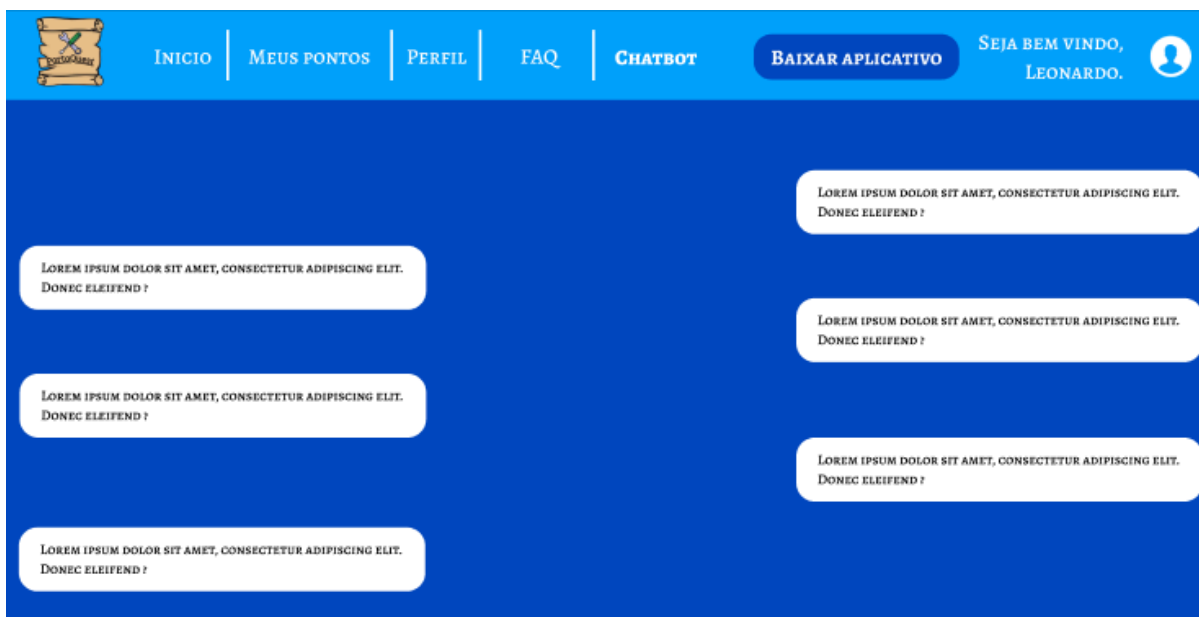 PortoQuest
Inicio
Meus pontos
Perfil
FAQ
Chatbot
Baixar aplicativo
Seja bem vindo,
Leonardo.
Lorem ipsum dolor sit amet, consectetur adipiscing elit.
Donec eleifend ?
Lorem ipsum dolor sit amet, consectetur adipiscing elit.
Donec eleifend ?
Lorem ipsum dolor sit amet, consectetur adipiscing elit.
Donec eleifend ?
Lorem ipsum dolor sit amet, consectetur adipiscing elit.
Donec eleifend ?
Lorem ipsum dolor sit amet, consectetur adipiscing elit.
Donec eleifend ?
Lorem ipsum dolor sit amet, consectetur adipiscing elit.
Donec eleifend ?